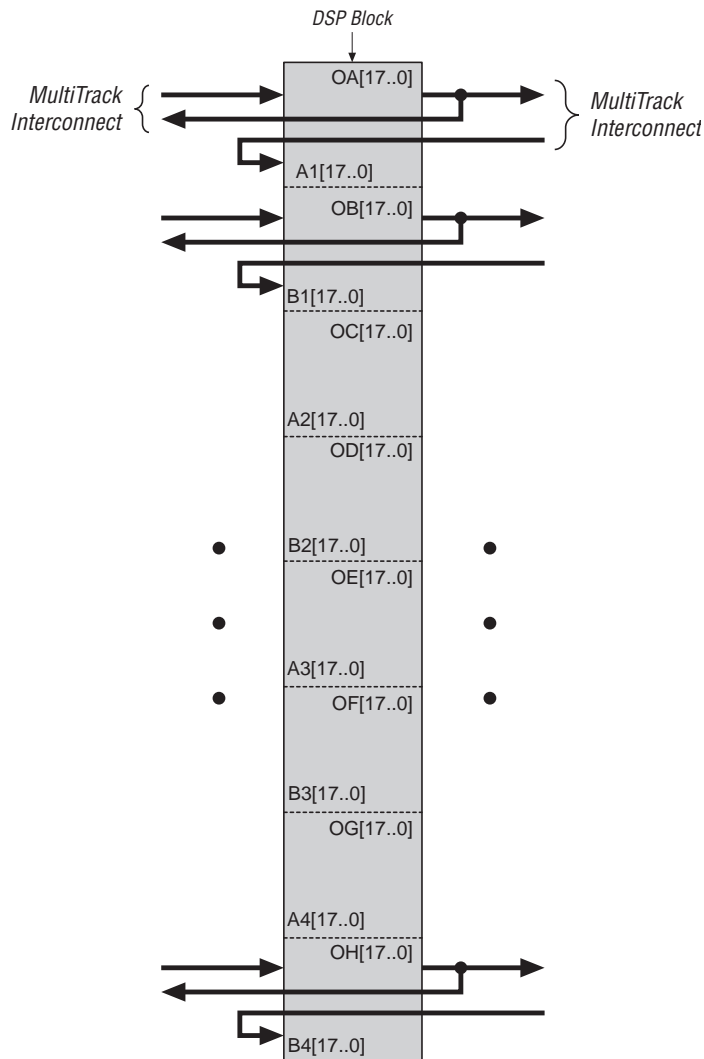 DSP Block
MultiTrack
Interconnect
OA[17..0]
MultiTrack
Interconnect
A1[17..0]
OB[17..0]
B1[17..0]
OC[17..0]
A2[17..0]
OD[17..0]
B2[17..0]
OE[17..0]
A3[17..0]
OF[17..0]
B3[17..0]
OG[17..0]
A4[17..0]
OH[17..0]
B4[17..0]